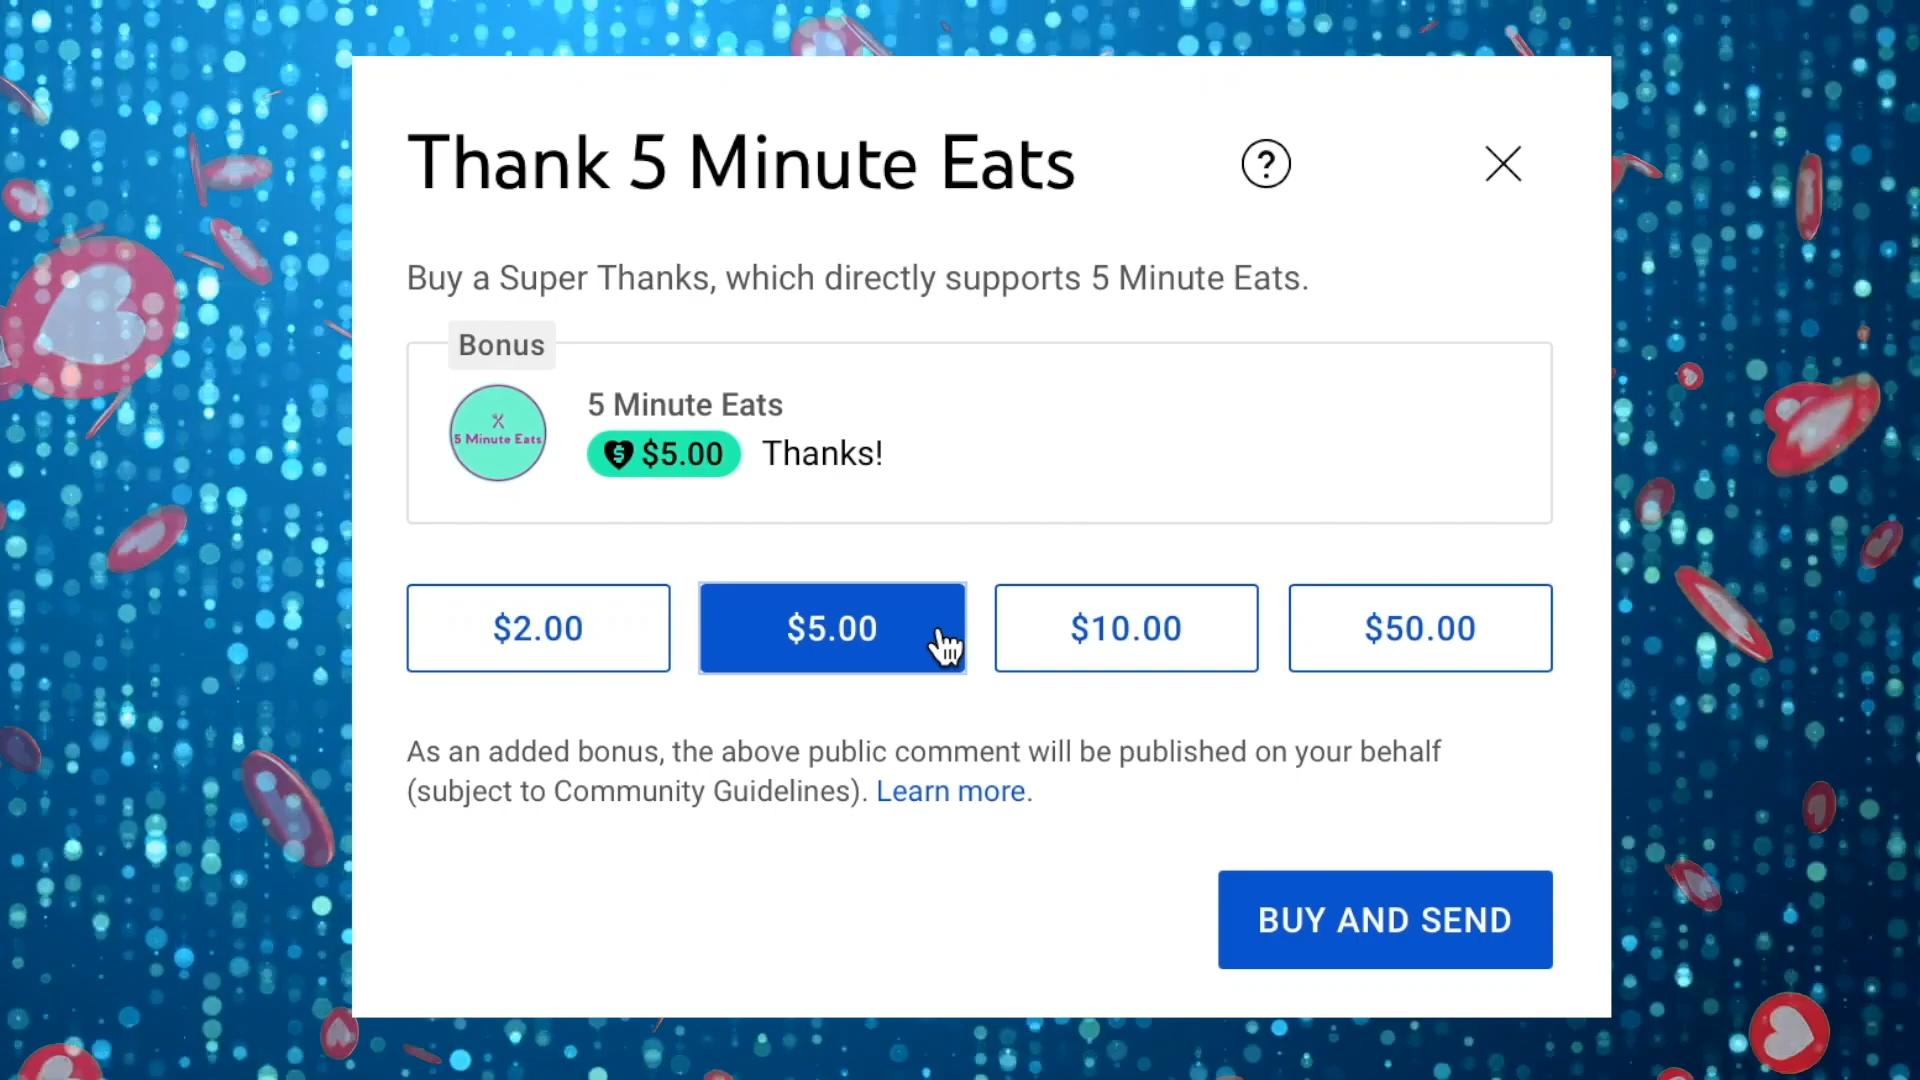 Thank 5 Minute Eats
?
Buy a Super Thanks, which directly supports 5 Minute Eats.
Bonus
5 Minute Eats
5 Minute Eats
$5.00 Thanks!
$2.00
$5.00
$10.00
$50.00
As an added bonus, the above public comment will be published on your behalf
(subject to Community Guidelines). Learn more.
BUY AND SEND